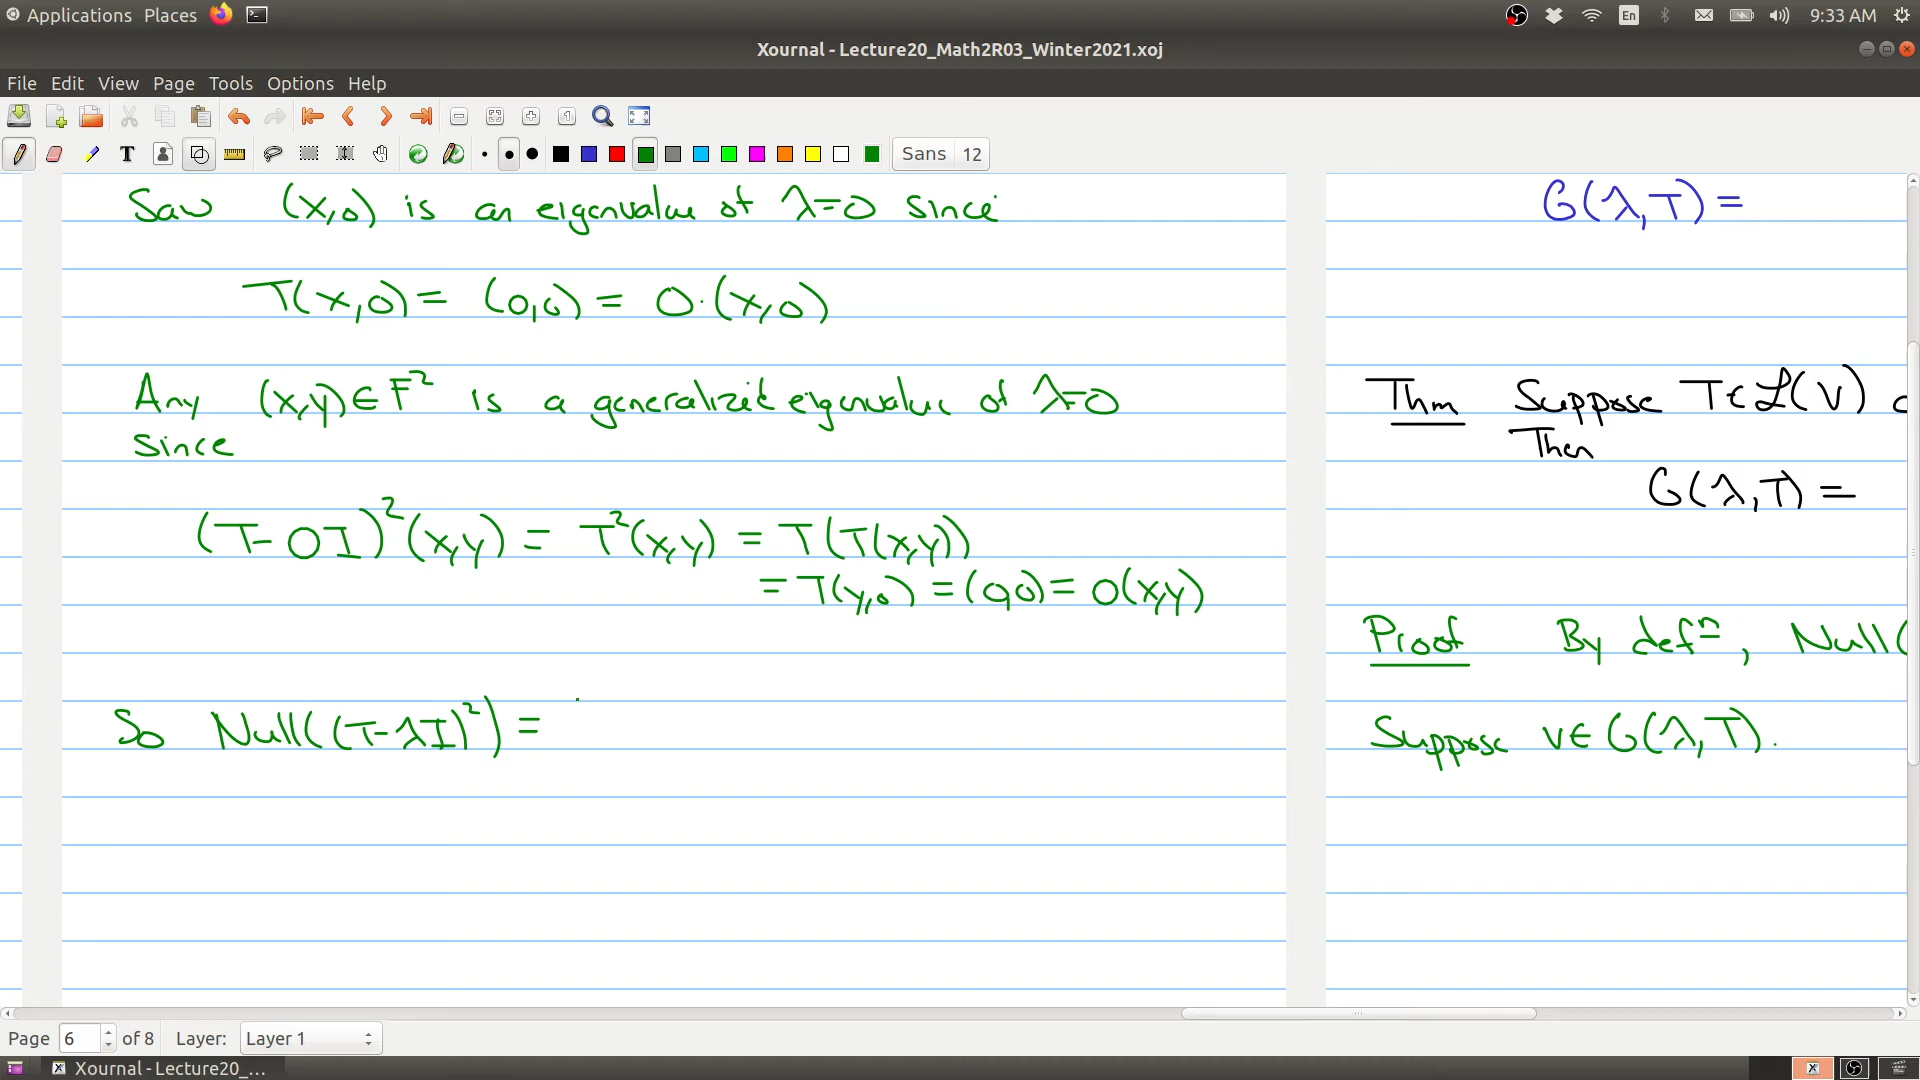 Applications Places En 9:33 AM
Xournal - Lecture20_Math2R03_Winter2021.xoj
File Edit View Page Tools Options Help
T Sans 12
Saw (x,0) is an eigenvalue of λ=0 since
T(x,0) = (0,0) = 0·(x,0)
Any (x,y)∈F² is a generalized eigenvalue of λ=0
since
(T-0I)²(x,y) = T²(x,y) = T(T(x,y))
= T(y,0) = (0,0) = 0(x,y)
So Null((T-λI)²) =
G(λ,T) =
Thm Suppose T∈ℒ(V)
Then
G(λ,T) =
Proof By defⁿ, Null(
Suppose v∈G(λ,T).
Page 6 of 8 Layer: Layer 1
Xournal - Lecture20_...